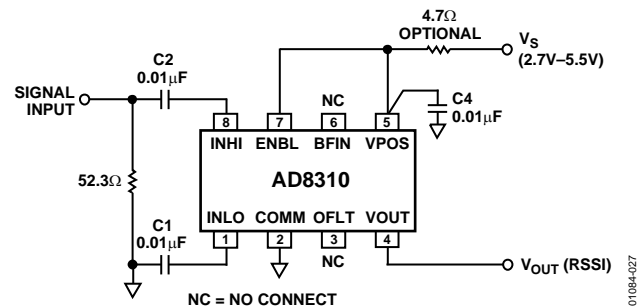 4.7Ω
OPTIONAL
VS
(2.7V–5.5V)
C2
0.01μF
SIGNAL
INPUT
NC
C4
0.01μF
8
7
6
5
INHI
ENBL
BFIN
VPOS
AD8310
52.3Ω
C1
0.01μF
INLO
COMM
OFLT
VOUT
1
2
3
4
NC
VOUT (RSSI)
NC = NO CONNECT
01084-027